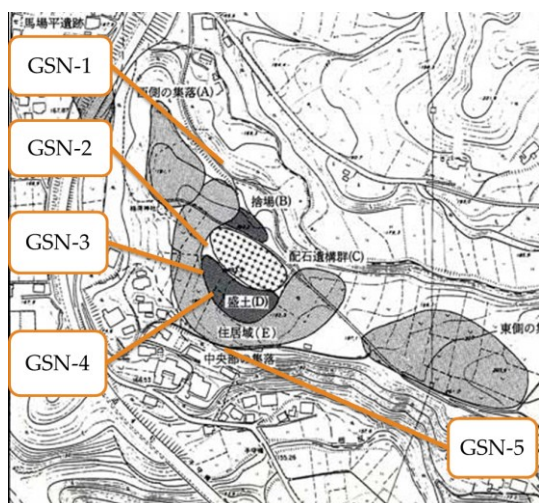 馬場平遺跡
GSN-1
側の集落(A)
GSN-2
捨場(B)
配石遺構群(C)
GSN-3
盛土(D)
住居域(E)
東側の
中央部の集落
GSN-4
GSN-5
155.26